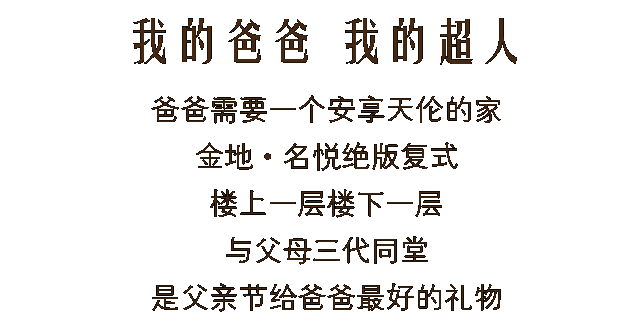 我的爸爸 我的超人
爸爸需要一个安享天伦的家
金地·名悦绝版复式
楼上一层楼下一层
与父母三代同堂
是父亲节给爸爸最好的礼物